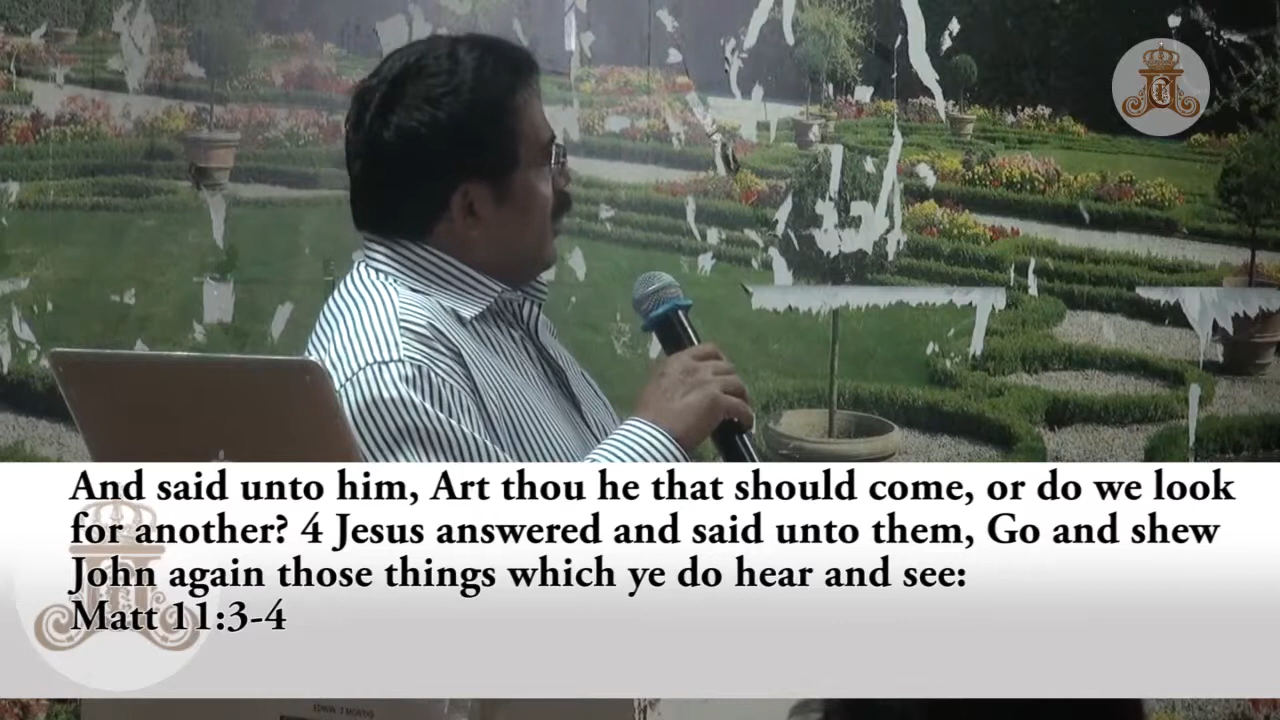 And said unto him, Art thou he that should come, or do we look
for another? 4 Jesus answered and said unto them, Go and shew
John again those things which ye do hear and see:
Matt 11:3-4